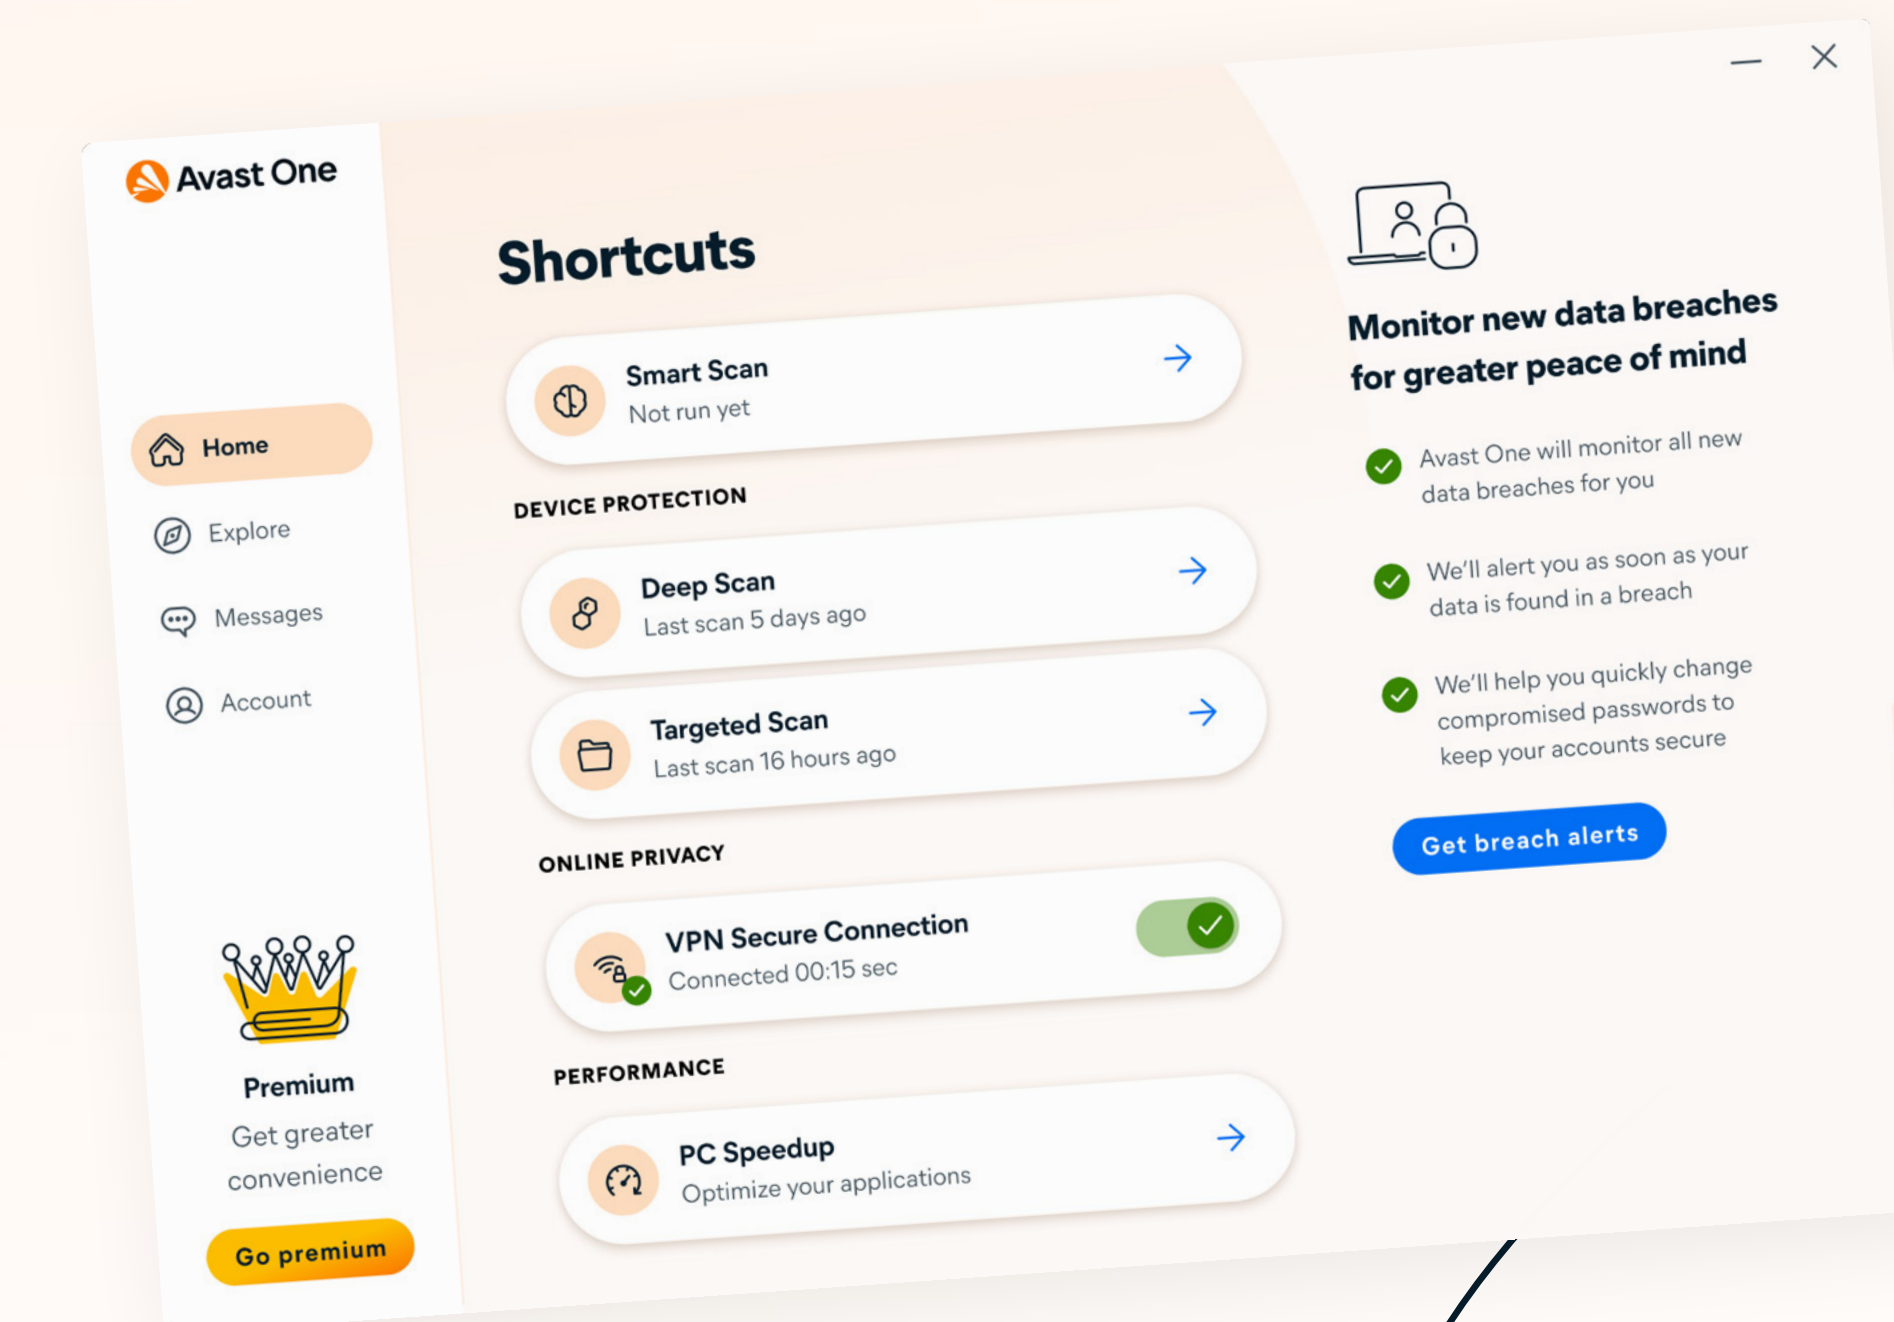 Avast One
Home
Explore
Messages
Account
Premium
Get greater
convenience
Go premium
Shortcuts
Smart Scan
Not run yet
DEVICE PROTECTION
Deep Scan
Last scan 5 days ago
Targeted Scan
Last scan 16 hours ago
ONLINE PRIVACY
VPN Secure Connection
Connected 00:15 sec
PERFORMANCE
PC Speedup
Optimize your applications
Monitor new data breaches
for greater peace of mind
Avast One will monitor all new
data breaches for you
We’ll alert you as soon as your
data is found in a breach
We’ll help you quickly change
compromised passwords to
keep your accounts secure
Get breach alerts